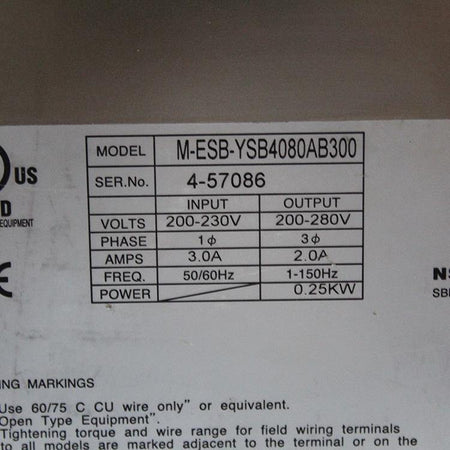 MODEL M-ESB-YSB4080AB300
US
SER.No. 4-57086
D
INPUT OUTPUT
EQUIPMENT
VOLTS 200-230V 200-280V
PHASE 1ϕ 3ϕ
AMPS 3.0A 2.0A
FREQ. 50/60Hz 1-150Hz
NS
CE
POWER 0.25KW
SB
NG MARKINGS
Use 60/75 C CU wire only” or equivalent.
Open Type Equipment”.
Tightening torque and wire range for field wiring terminals
to all models are marked adjacent to the terminal or on the